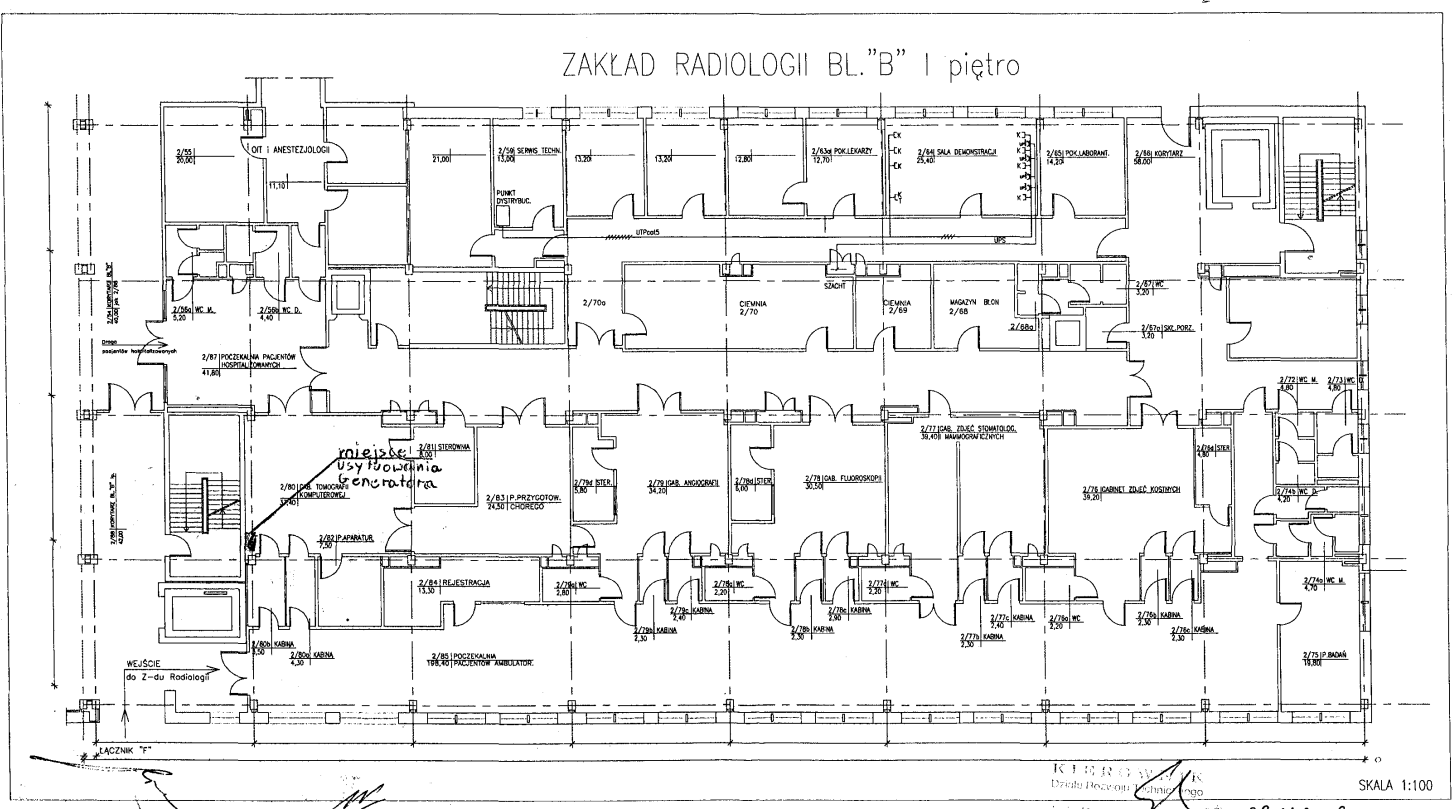 ZAKŁAD RADIOLOGII BL."B" I piętro
2/55
20,00
OIT i ANESTEZJOLOGII
11,10
21,00
2/59 SERWIS TECHN.
13,00
PUNKT
DYSTRYBUC.
13,20
13,20
12,80
2/63a POK.LEKARZY
12,70
2/64 SALA DEMONSTRACJI
25,40
2/65 POK.LABORANT.
14,20
2/66 KORYTARZ
58,00
UTPcat5
UPS
2/56a WC M.
5,20
2/56b WC D.
4,40
2/70a
CIEMNIA
2/70
SZACHT
CIEMNIA
2/69
MAGAZYN BŁON
2/68
2/68a
2/67 WC
3,20
2/67a SKŁ.PORZ.
3,20
Droga
pacjentów hospitalizowanych
2/87 POCZEKALNIA PACJENTÓW
HOSPITALIZOWANYCH
41,80
2/72 WC M.
4,80
2/73 WC D.
4,80
miejsce
usytuowania
Generatora
2/80 GAB. TOMOGRAFII
KOMPUTEROWEJ
37,40
2/81 STEROWNIA
8,00
2/82 P.APARATUR.
7,50
2/83 P.PRZYGOTOW.
24,50 CHOREGO
2/79d STER.
5,80
2/79 GAB. ANGIOGRAFII
34,20
2/78d STER.
6,00
2/78 GAB. FLUOROSKOPII
30,50
2/77 GAB. ZDJĘĆ STOMATOLOG.
39,40 I MAMMOGRAFICZNYCH
2/76 GABINET ZDJĘĆ KOSTNYCH
39,20
2/76d STER.
4,80
2/74b WC D.
4,20
2/74a WC M.
4,70
2/84 REJESTRACJA
13,30
2/79a WC
2,80
2/79b KABINA
2,30
2/79c KABINA
2,40
2/78a WC
2,20
2/78b KABINA
2,30
2/78c KABINA
2,90
2/77d WC
2,20
2/77b KABINA
2,30
2/77c KABINA
2,40
2/76a WC
2,20
2/76b KABINA
2,30
2/76c KABINA
2,30
2/80b KABINA
3,50
2/80a KABINA
4,30
2/85 POCZEKALNIA
198,40 PACJENTÓW AMBULATOR.
2/75 P.BADAŃ
19,80
WEJŚCIE
do Z-du Radiologii
ŁĄCZNIK "F"
KIEROWNIK
Działu Rozwoju Technicznego
SKALA 1:100